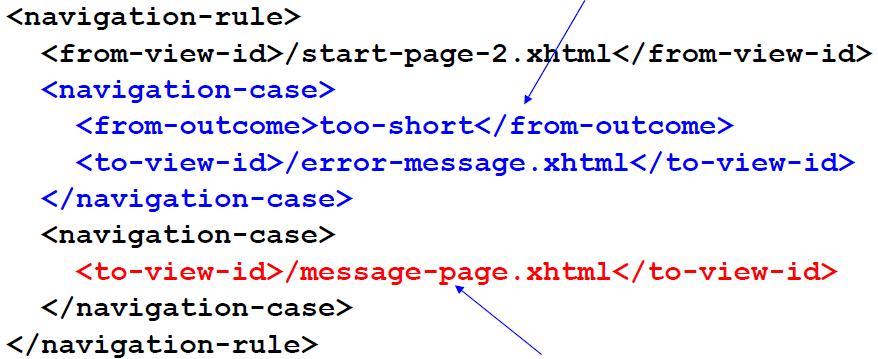 <navigation-rule>
<from-view-id>/start-page-2.xhtml</from-view-id>
<navigation-case>
<from-outcome>too-short</from-outcome>
<to-view-id>/error-message.xhtml</to-view-id>
</navigation-case>
<navigation-case>
<to-view-id>/message-page.xhtml</to-view-id>
</navigation-case>
</navigation-rule>